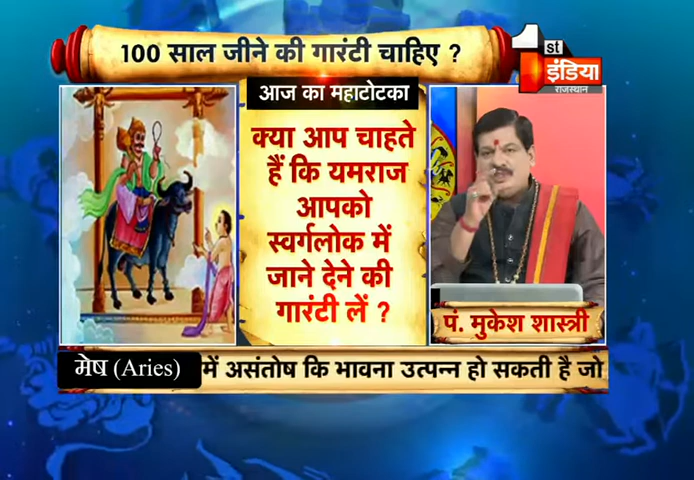 100 साल जीने की गारंटी चाहिए ?
1st
इंडिया
राजस्थान
आज का महाटोटका
क्या आप चाहते
हैं कि यमराज
आपको
स्वर्गलोक में
जाने देने की
गारंटी लें ?
पं. मुकेश शास्त्री
मेष (Aries) में असंतोष कि भावना उत्पन्न हो सकती है जो